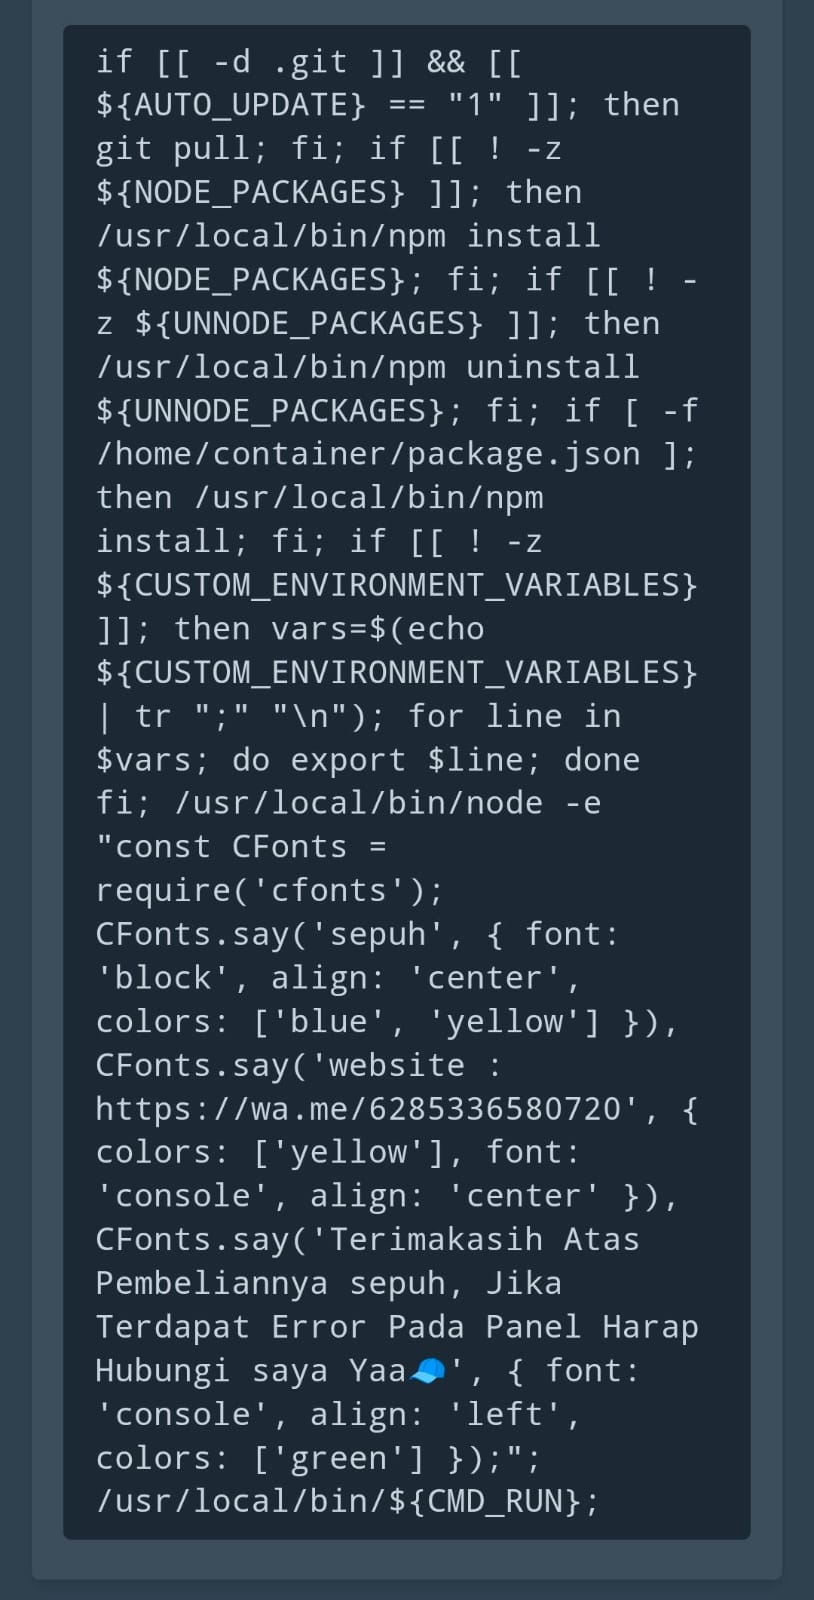 if [[ -d .git ]] && [[
${AUTO_UPDATE} == "1" ]]; then
git pull; fi; if [[ ! -z
${NODE_PACKAGES} ]]; then
/usr/local/bin/npm install
${NODE_PACKAGES}; fi; if [[ ! -
z ${UNNODE_PACKAGES} ]]; then
/usr/local/bin/npm uninstall
${UNNODE_PACKAGES}; fi; if [ -f
/home/container/package.json ];
then /usr/local/bin/npm
install; fi; if [[ ! -z
${CUSTOM_ENVIRONMENT_VARIABLES}
]]; then vars=$(echo
${CUSTOM_ENVIRONMENT_VARIABLES}
| tr ";" "\n"); for line in
$vars; do export $line; done
fi; /usr/local/bin/node -e
"const CFonts =
require('cfonts');
CFonts.say('sepuh', { font:
'block', align: 'center',
colors: ['blue', 'yellow'] }),
CFonts.say('website :
https://wa.me/6285336580720', {
colors: ['yellow'], font:
'console', align: 'center' }),
CFonts.say('Terimakasih Atas
Pembeliannya sepuh, Jika
Terdapat Error Pada Panel Harap
Hubungi saya Yaa🧢', { font:
'console', align: 'left',
colors: ['green'] });";
/usr/local/bin/${CMD_RUN};